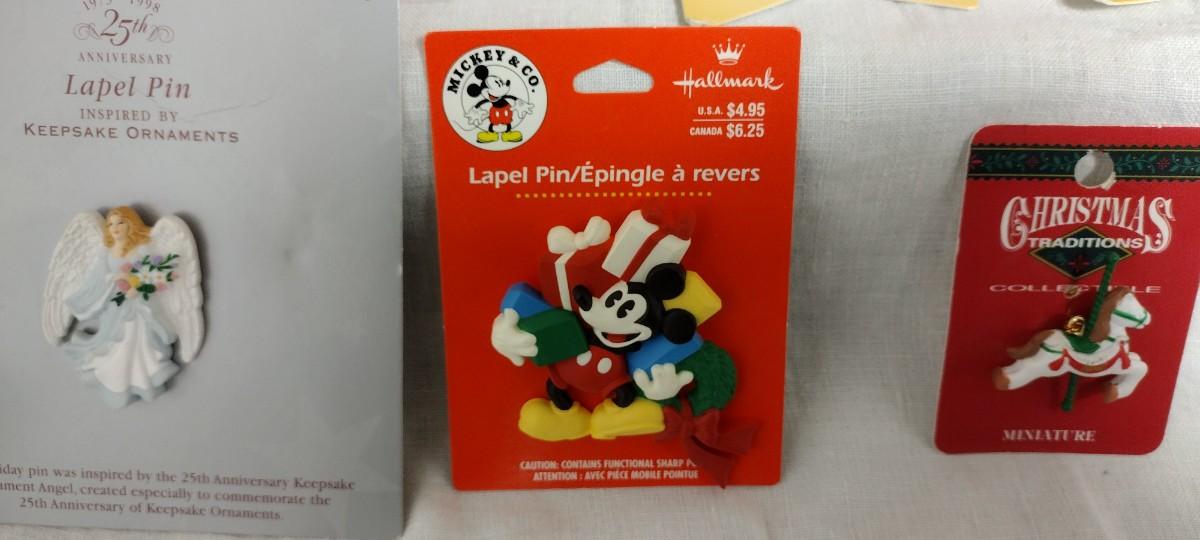 1973-1998
25th
ANNIVERSARY
Lapel Pin
INSPIRED BY
KEEPSAKE ORNAMENTS
iday pin was inspired by the 25th Anniversary Keepsake
ament Angel, created especially to commemorate the
25th Anniversary of Keepsake Ornaments.
MICKEY & CO.
Hallmark
U.S.A. $4.95
CANADA $6.25
Lapel Pin/Épingle à revers
CAUTION: CONTAINS FUNCTIONAL SHARP
ATTENTION : AVEC PIÈCE MOBILE POINTUE
CHRISTMAS
TRADITIONS
COLLECTIBLE
MINIATURE